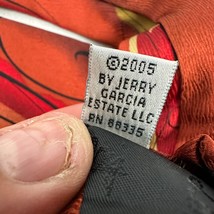 ©2005
BY JERRY
GARCIA
ESTATE LLC
RN 88335